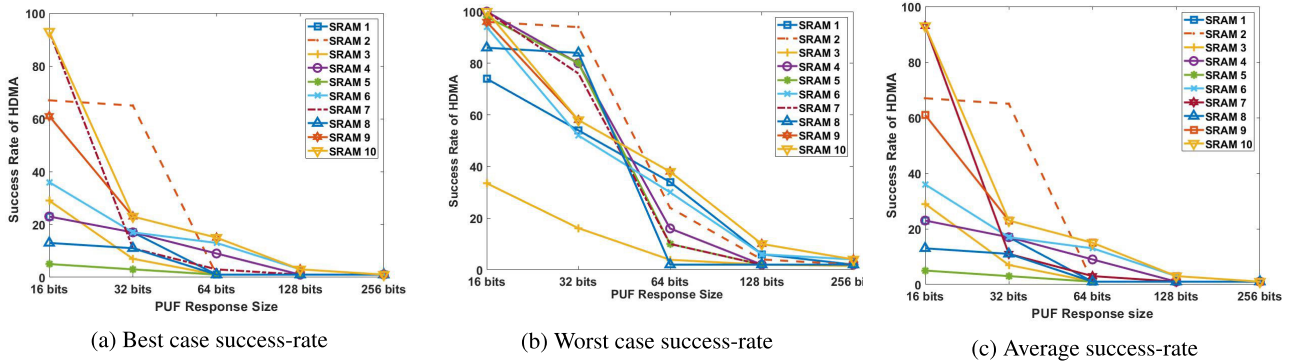 Success Rate of HDMA
100
80
60
40
20
0
16 bits
32 bits
64 bits
128 bits
256 bits
PUF Response Size
SRAM 1
SRAM 2
SRAM 3
SRAM 4
SRAM 5
SRAM 6
SRAM 7
SRAM 8
SRAM 9
SRAM 10
(a) Best case success-rate
Success Rate of HDMA
100
80
60
40
20
0
16 bits
32 bits
64 bits
128 bits
256 bi
PUF Response Size
SRAM 1
SRAM 2
SRAM 3
SRAM 4
SRAM 5
SRAM 6
SRAM 7
SRAM 8
SRAM 9
SRAM 10
(b) Worst case success-rate
Success Rate of HDMA
100
80
60
40
20
0
16 bits
32 bits
64 bits
128 bits
256 bits
PUF Response size
SRAM 1
SRAM 2
SRAM 3
SRAM 4
SRAM 5
SRAM 6
SRAM 7
SRAM 8
SRAM 9
SRAM 10
(c) Average success-rate